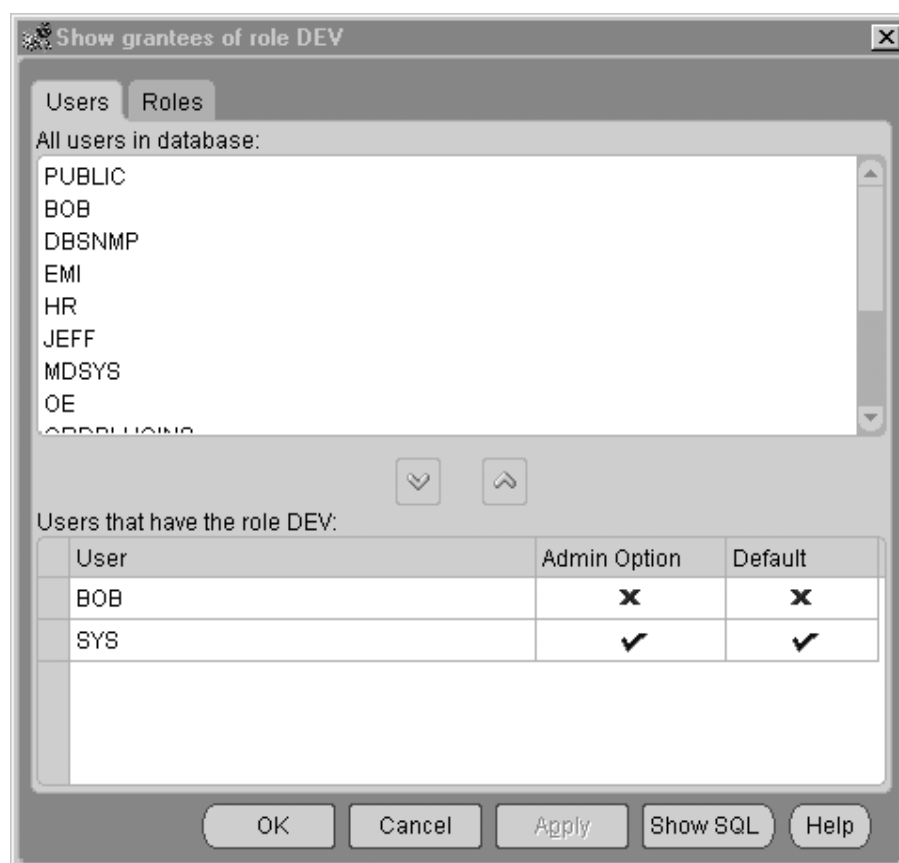 Show grantees of role DEV
Users Roles
All users in database:
PUBLIC
BOB
DBSNMP
EMI
HR
JEFF
MDSYS
OE
Users that have the role DEV:
User Admin Option Default
BOB
SYS
OK Cancel Apply Show SQL Help